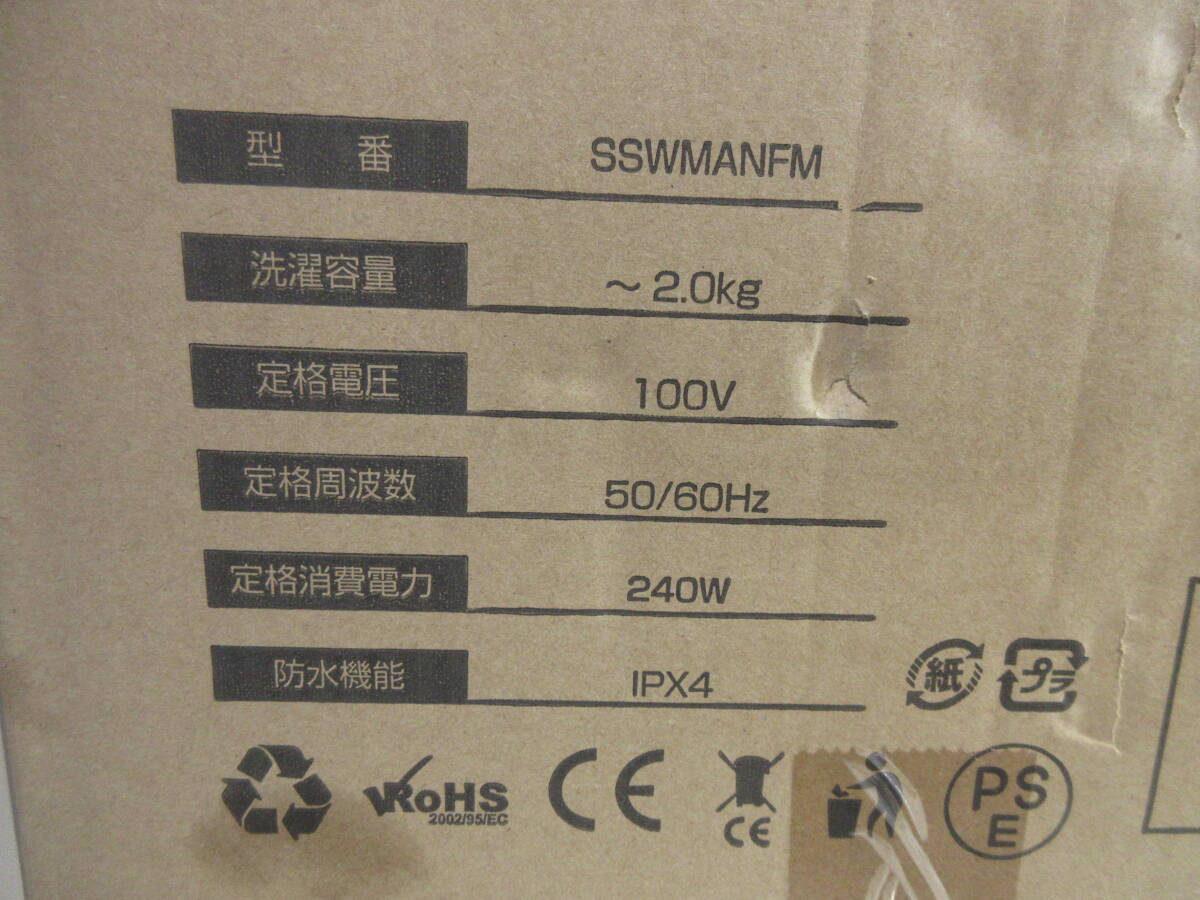 型番 SSWMANFM
洗濯容量 ～2.0kg
定格電圧 100V
定格周波数 50/60Hz
定格消費電力 240W
防水機能 IPX4
紙 プラ
RoHS CE CE PSE
2002/95/EC